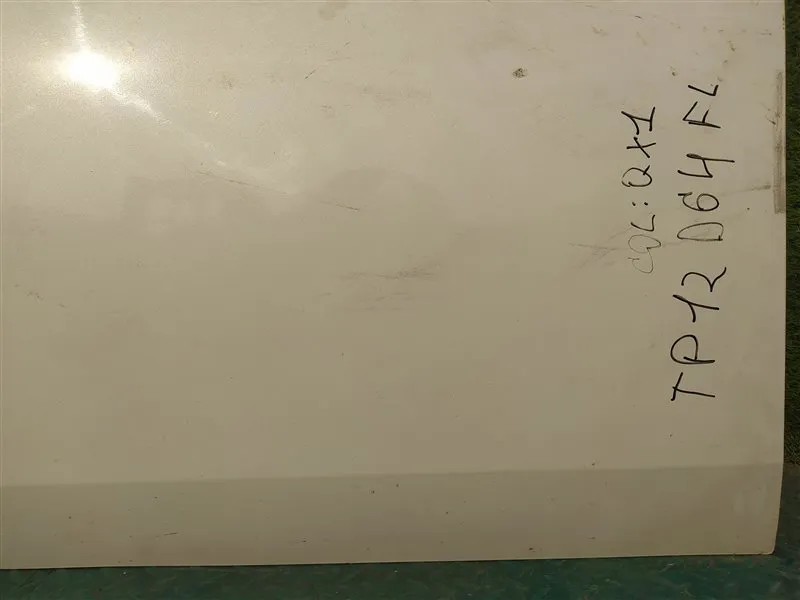 COL: QX1
TP12 D64 FL